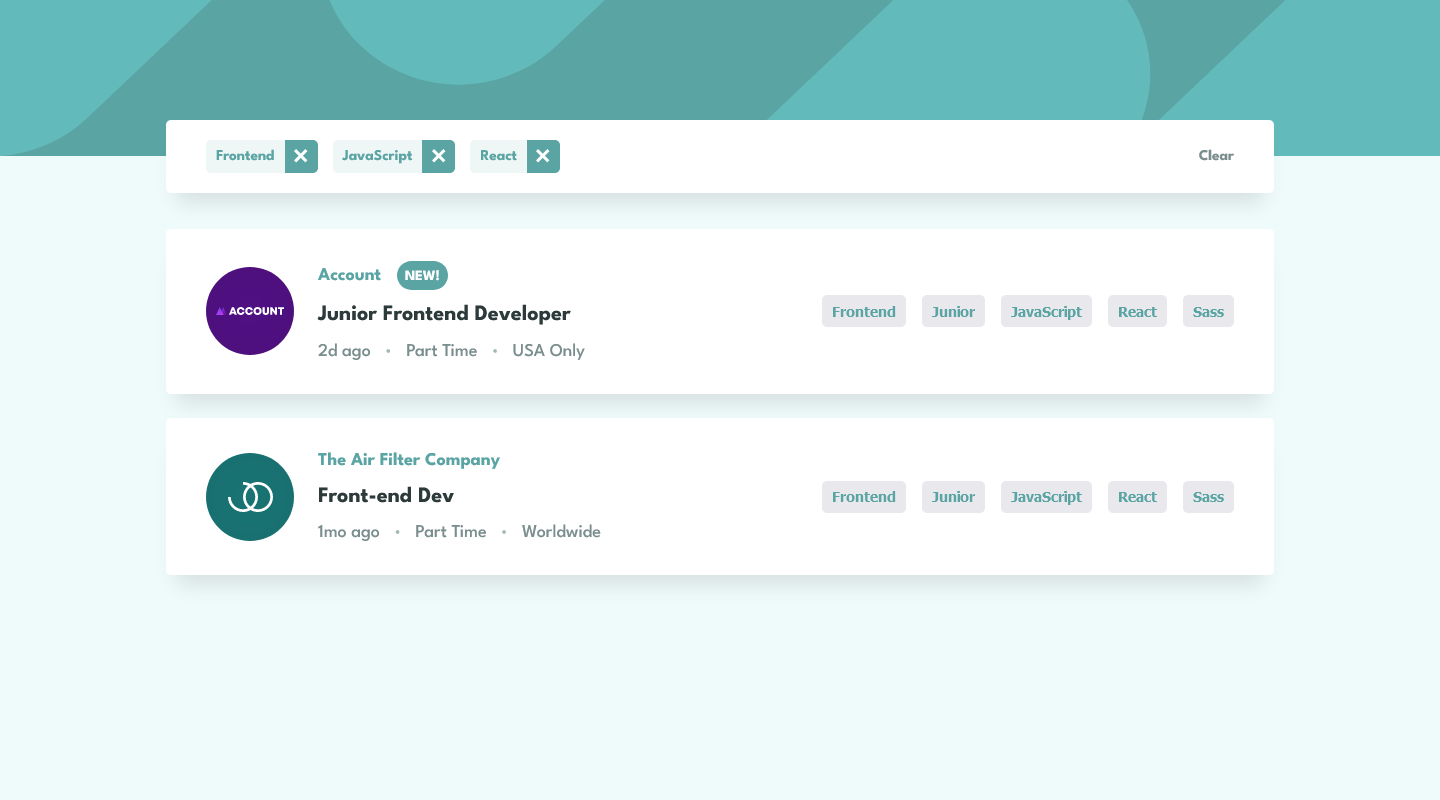 Frontend JavaScript React Clear
Account NEW!
ACCOUNT
Junior Frontend Developer
2d ago • Part Time • USA Only
Frontend Junior JavaScript React Sass
The Air Filter Company
Front-end Dev
1mo ago • Part Time • Worldwide
Frontend Junior JavaScript React Sass